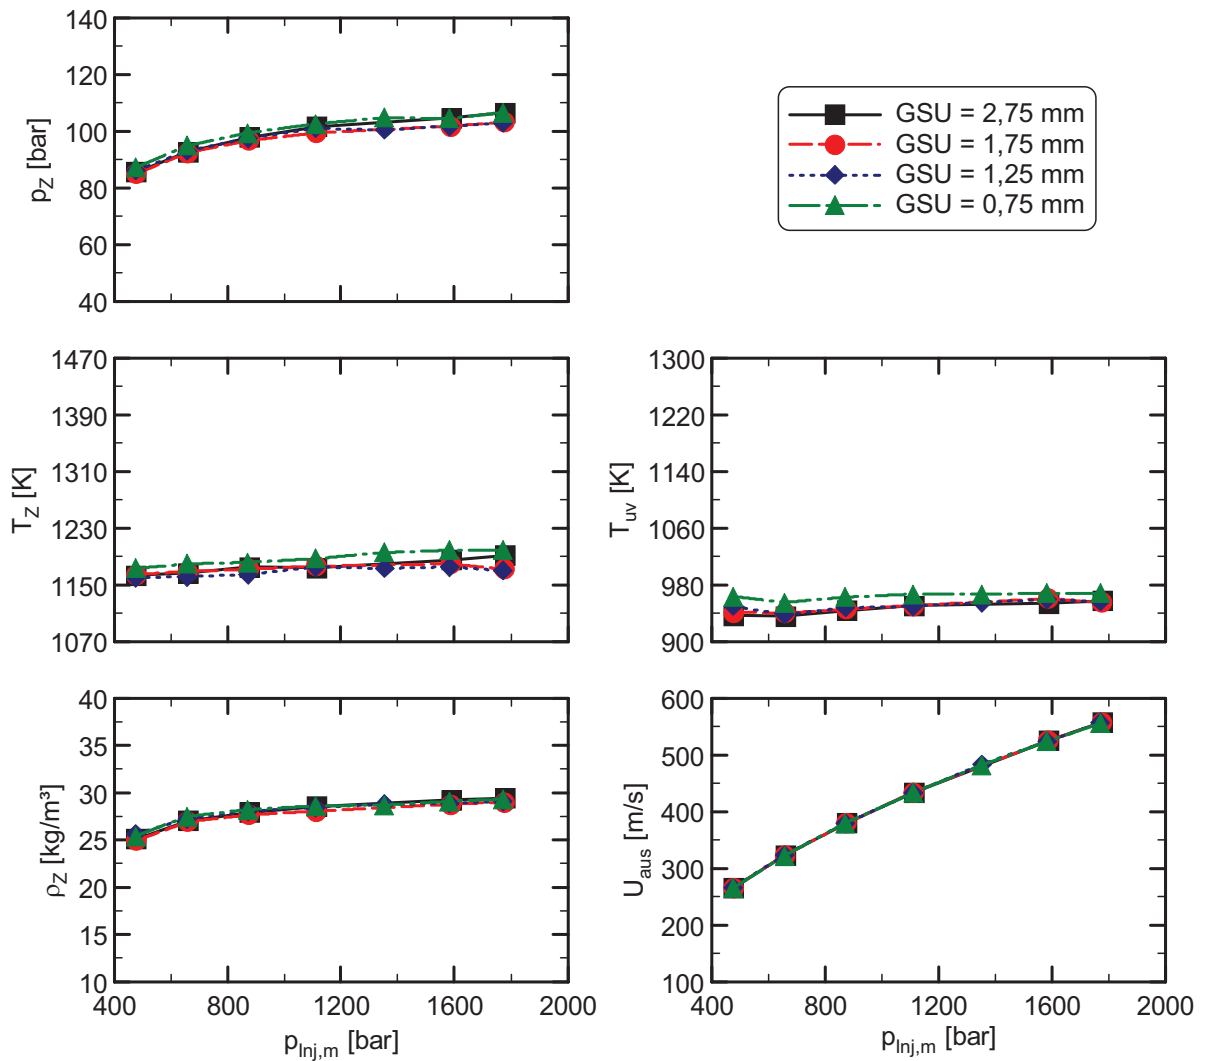 140
120
100
80
60
40
p_Z [bar]
GSU = 2,75 mm
GSU = 1,75 mm
GSU = 1,25 mm
GSU = 0,75 mm
1470
1390
1310
1230
1150
1070
T_Z [K]
1300
1220
1140
1060
980
900
T_uv [K]
40
35
30
25
20
15
10
ρ_Z [kg/m³]
400 800 1200 1600 2000
p_Inj,m [bar]
600
500
400
300
200
100
U_aus [m/s]
400 800 1200 1600 2000
p_Inj,m [bar]